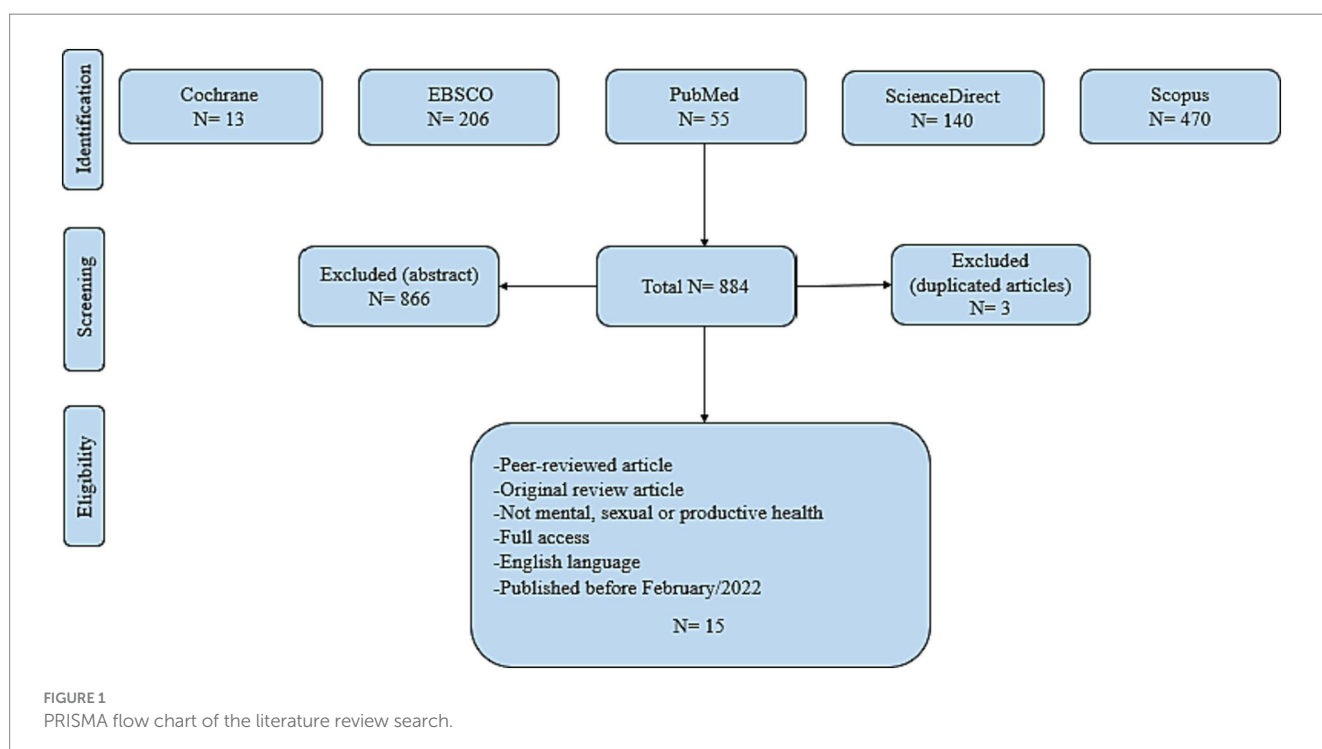 Identification
Cochrane
N= 13
EBSCO
N= 206
PubMed
N= 55
ScienceDirect
N= 140
Scopus
N= 470
Screening
Excluded (abstract)
N= 866
Total N= 884
Excluded
(duplicated articles)
N= 3
Eligibility
-Peer-reviewed article
-Original review article
-Not mental, sexual or productive health
-Full access
-English language
-Published before February/2022
N= 15
FIGURE 1
PRISMA flow chart of the literature review search.